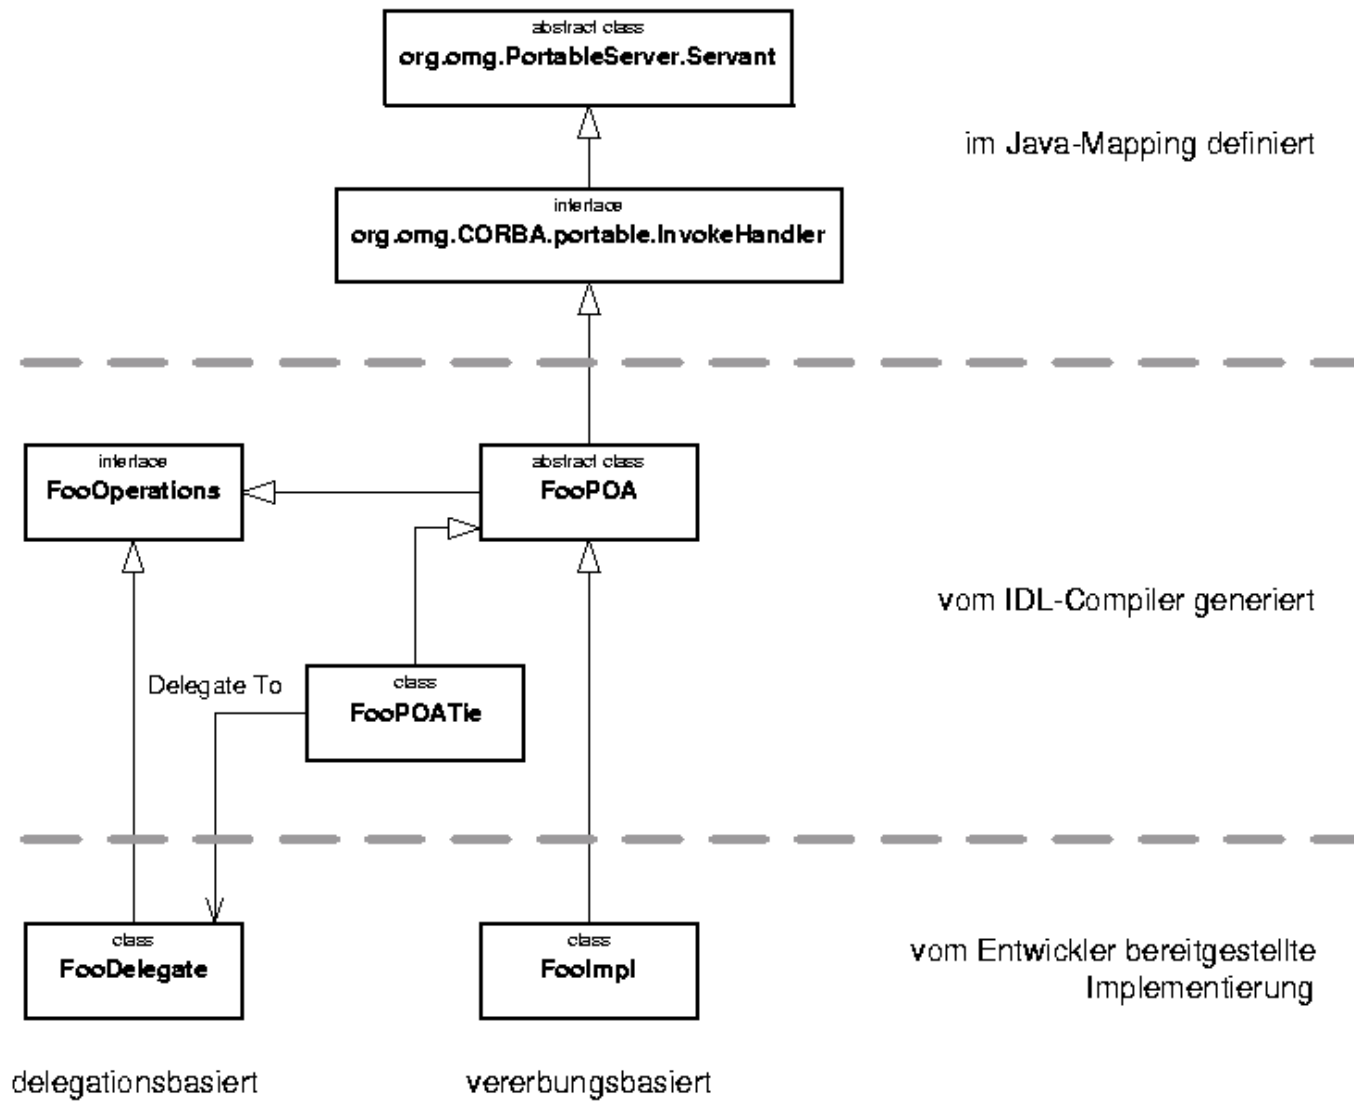 abstract class
org.omg.PortableServer.Servant
im Java-Mapping definiert
interface
org.omg.CORBA.portable.InvokeHandler
interface
FooOperations
abstract class
FooPOA
vom IDL-Compiler generiert
Delegate To
class
FooPOATie
class
FooDelegate
class
FooImpl
vom Entwickler bereitgestellte
Implementierung
delegationsbasiert
vererbungsbasiert